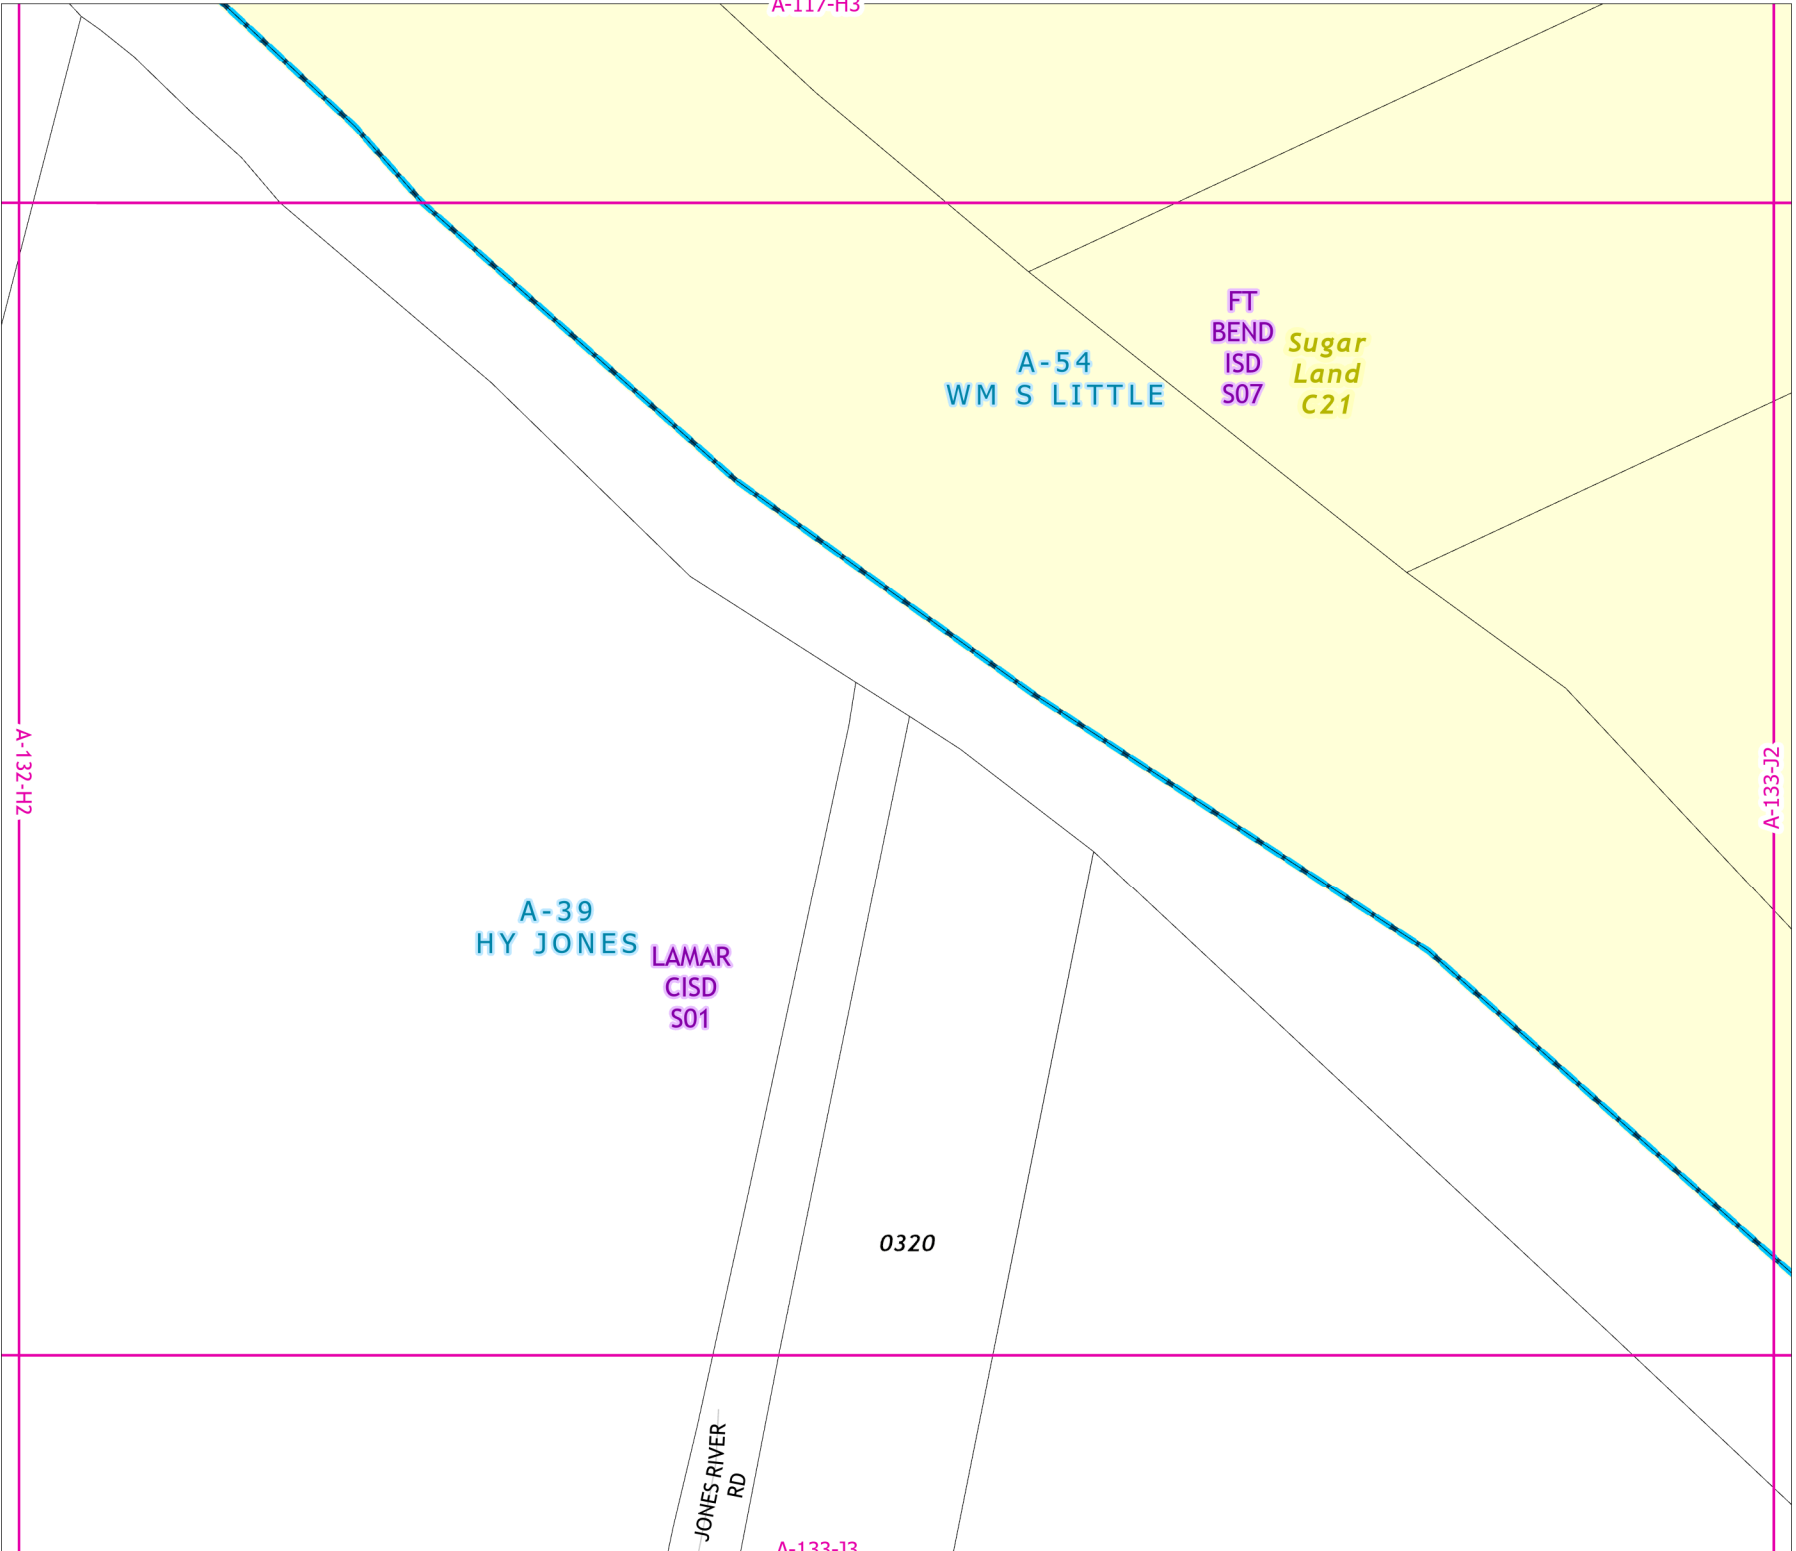 A-117-H3
FT
BEND
ISD
S07
Sugar
Land
C21
A-54
WM S LITTLE
A-132-H2
A-133-J2
A-39
HY JONES
LAMAR
CISD
S01
0320
JONES RIVER
RD
A-133-J3